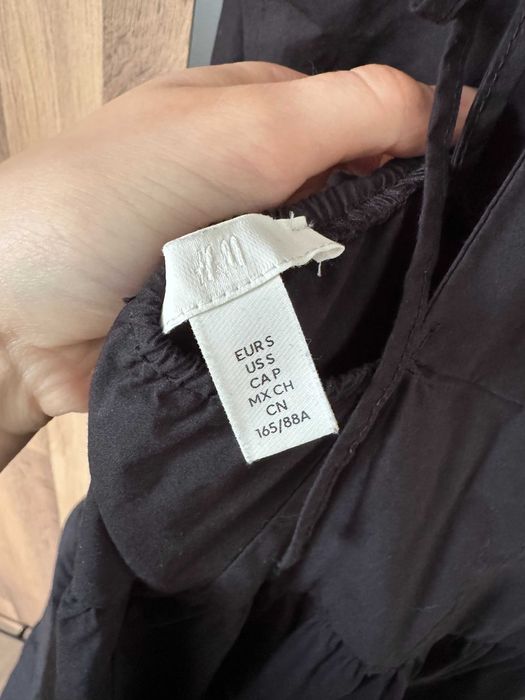 H&M
EUR S
US S
CA P
MX CH
CN
165/88A